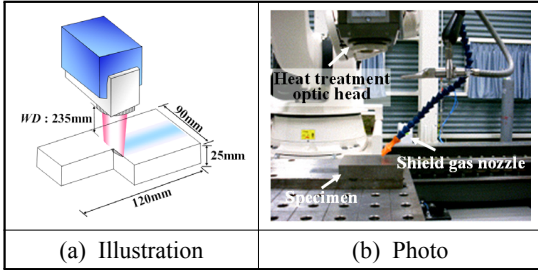 WD : 235mm
90mm
25mm
120mm
Heat treatment
optic head
Shield gas nozzle
Specimen
(a) Illustration
(b) Photo